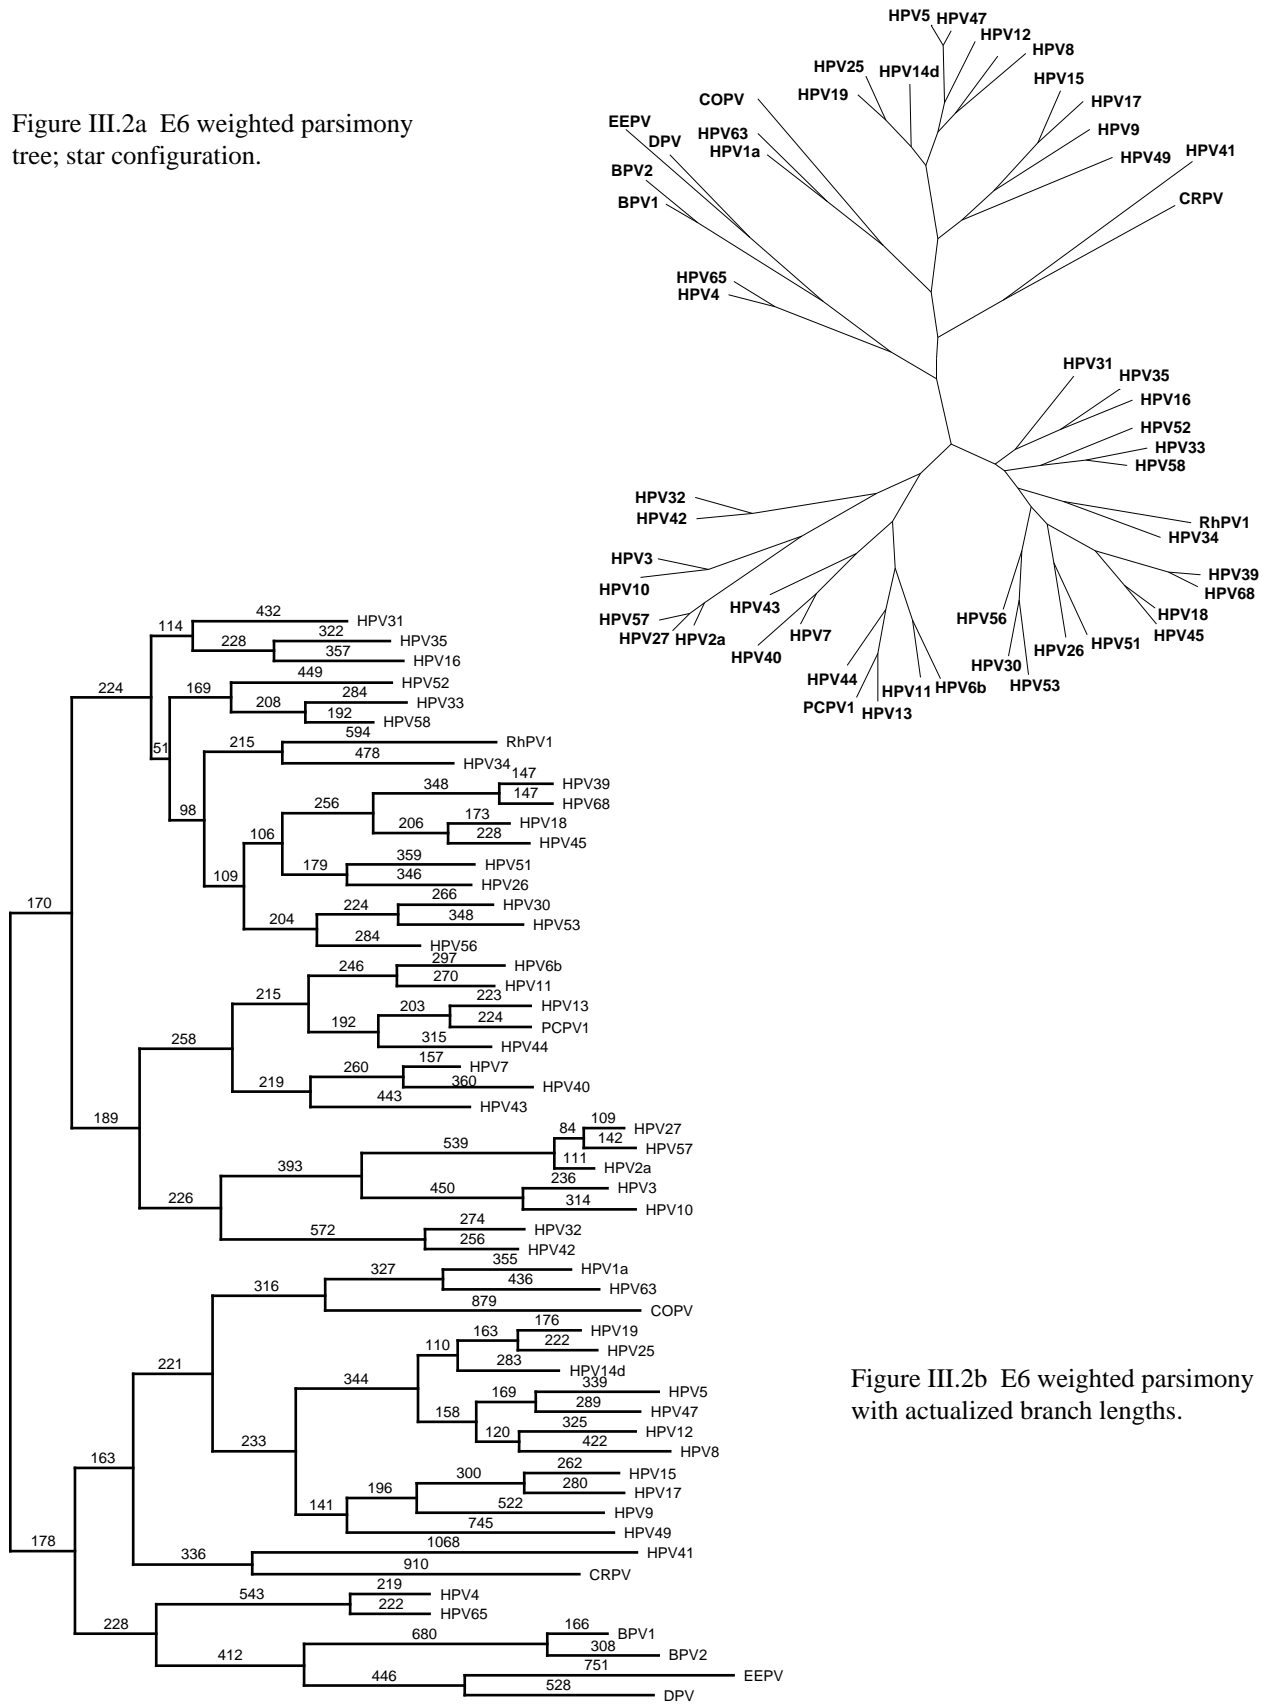 Figure III.2a E6 weighted parsimony
tree; star configuration.
HPV5 HPV47
HPV12
HPV8
HPV25
HPV14d
HPV15
HPV19
HPV17
COPV
HPV9
EEPV
HPV63
DPV
HPV1a
HPV49
HPV41
BPV2
BPV1
CRPV
HPV65
HPV4
HPV31
HPV35
HPV16
HPV52
HPV33
HPV58
HPV32
HPV42
RhPV1
HPV34
HPV3
HPV10
HPV39
HPV68
HPV43
HPV57
HPV27
HPV2a
HPV7
HPV40
HPV56
HPV18
HPV45
HPV51
HPV26
HPV30
HPV53
HPV44
HPV11
HPV6b
PCPV1
HPV13
432
HPV31
114
322
HPV35
228
357
HPV16
449
HPV52
224
169
284
HPV33
208
192
HPV58
51
594
RhPV1
215
478
HPV34
147
HPV39
348
147
HPV68
256
98
173
HPV18
206
228
HPV45
106
359
HPV51
179
346
HPV26
109
266
HPV30
224
348
HPV53
204
284
HPV56
170
297
HPV6b
246
270
HPV11
215
223
HPV13
203
224
PCPV1
192
315
HPV44
258
157
HPV7
260
360
HPV40
219
443
HPV43
189
109
HPV27
84
142
HPV57
539
111
HPV2a
393
236
HPV3
450
314
HPV10
226
274
HPV32
572
256
HPV42
355
HPV1a
327
436
HPV63
316
879
COPV
176
HPV19
163
222
HPV25
110
283
HPV14d
221
344
339
HPV5
169
289
HPV47
158
325
HPV12
120
422
HPV8
233
262
HPV15
300
280
HPV17
196
522
HPV9
141
745
HPV49
163
1068
HPV41
336
910
CRPV
178
219
HPV4
543
222
HPV65
228
166
BPV1
680
308
BPV2
412
751
EEPV
446
528
DPV
Figure III.2b E6 weighted parsimony
with actualized branch lengths.